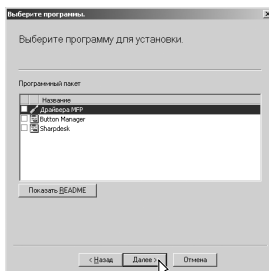 Выберите программы.
Выберите программу для установки.
Программный пакет
Название
Драйвера MFP
Button Manager
Sharpdesk
Показать README
< Назад
Далее >
Отмена